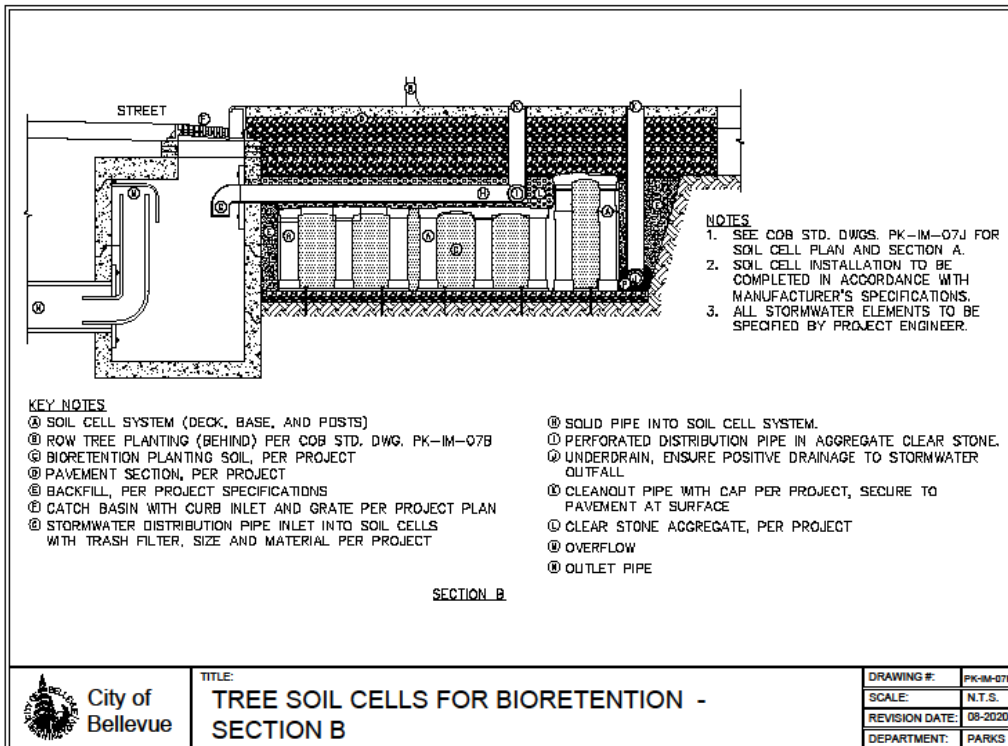 STREET
NOTES
1. SEE COB STD. DWGS. PK-IM-07J FOR
SOIL CELL PLAN AND SECTION A.
2. SOIL CELL INSTALLATION TO BE
COMPLETED IN ACCORDANCE WITH
MANUFACTURER'S SPECIFICATIONS.
3. ALL STORMWATER ELEMENTS TO BE
SPECIFIED BY PROJECT ENGINEER.
KEY NOTES
Ⓐ SOIL CELL SYSTEM (DECK, BASE, AND POSTS)
Ⓑ ROW TREE PLANTING (BEHIND) PER COB STD. DWG. PK-IM-07B
Ⓒ BIORETENTION PLANTING SOIL, PER PROJECT
Ⓓ PAVEMENT SECTION, PER PROJECT
Ⓔ BACKFILL, PER PROJECT SPECIFICATIONS
Ⓕ CATCH BASIN WITH CURB INLET AND GRATE PER PROJECT PLAN
Ⓖ STORMWATER DISTRIBUTION PIPE INLET INTO SOIL CELLS
WITH TRASH FILTER, SIZE AND MATERIAL PER PROJECT
Ⓗ SOLID PIPE INTO SOIL CELL SYSTEM.
Ⓘ PERFORATED DISTRIBUTION PIPE IN AGGREGATE CLEAR STONE.
Ⓙ UNDERDRAIN, ENSURE POSITIVE DRAINAGE TO STORMWATER
OUTFALL
Ⓚ CLEANOUT PIPE WITH CAP PER PROJECT, SECURE TO
PAVEMENT AT SURFACE
Ⓛ CLEAR STONE AGGREGATE, PER PROJECT
Ⓜ OVERFLOW
Ⓝ OUTLET PIPE
SECTION B
City of
Bellevue
TITLE:
TREE SOIL CELLS FOR BIORETENTION -
SECTION B
DRAWING #:
SCALE: N.T.S.
REVISION DATE: 08-2020
DEPARTMENT: PARKS